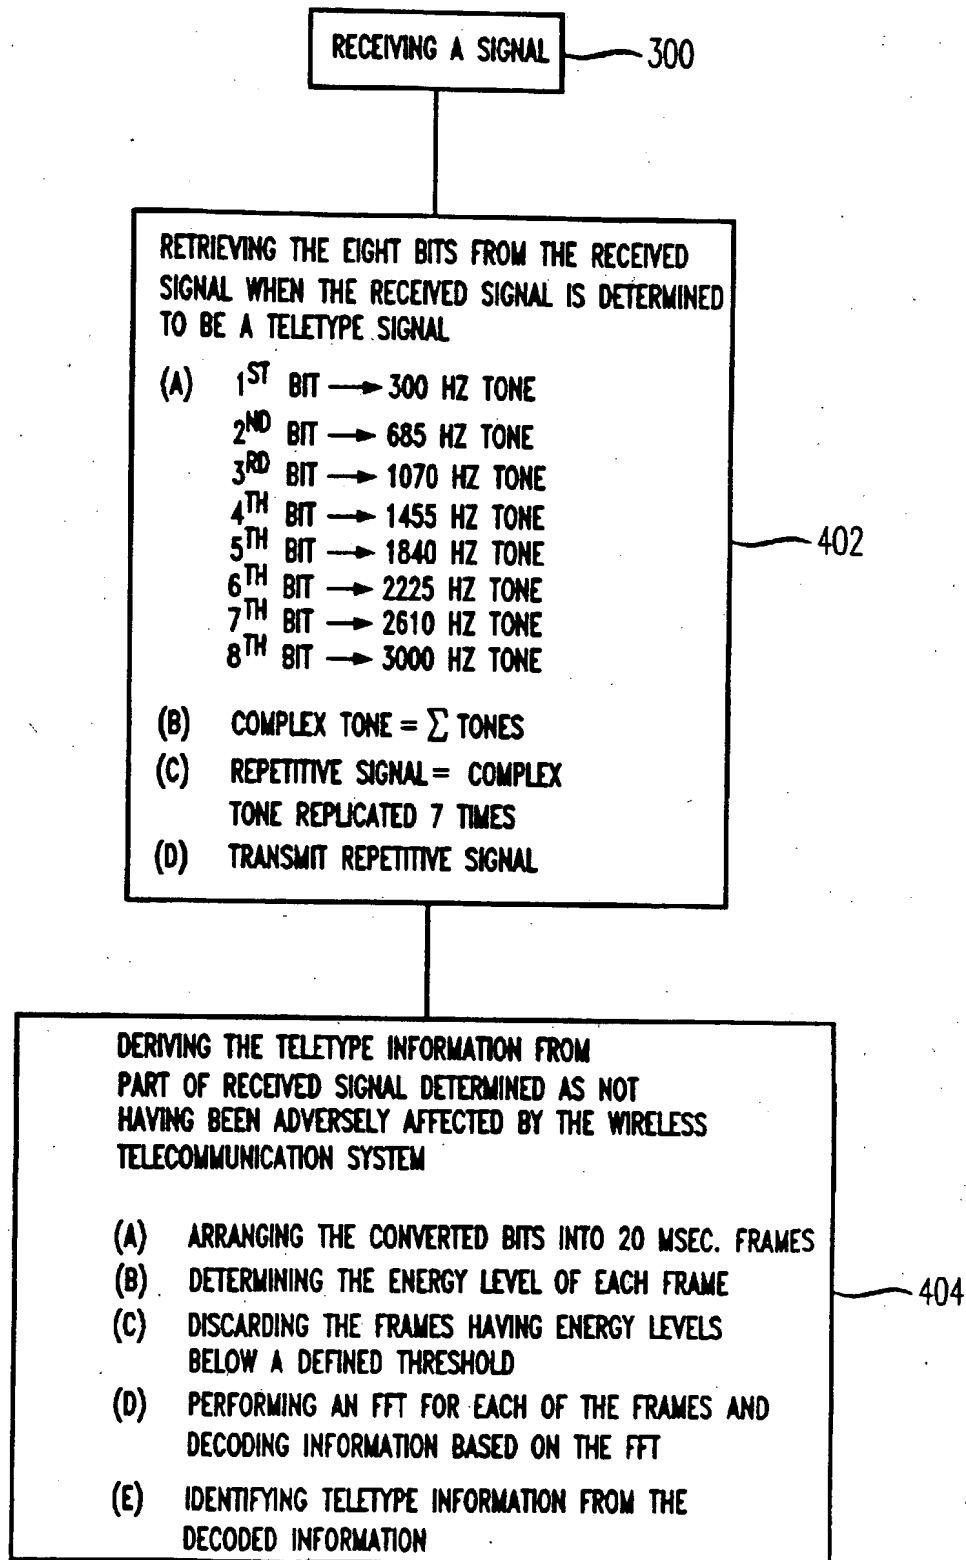 RECEIVING A SIGNAL
300
RETRIEVING THE EIGHT BITS FROM THE RECEIVED
SIGNAL WHEN THE RECEIVED SIGNAL IS DETERMINED
TO BE A TELETYPE SIGNAL
(A) 1ST BIT → 300 HZ TONE
2ND BIT → 685 HZ TONE
3RD BIT → 1070 HZ TONE
4TH BIT → 1455 HZ TONE
5TH BIT → 1840 HZ TONE
6TH BIT → 2225 HZ TONE
7TH BIT → 2610 HZ TONE
8TH BIT → 3000 HZ TONE
402
(B) COMPLEX TONE = Σ TONES
(C) REPETITIVE SIGNAL = COMPLEX
TONE REPLICATED 7 TIMES
(D) TRANSMIT REPETITIVE SIGNAL
DERIVING THE TELETYPE INFORMATION FROM
PART OF RECEIVED SIGNAL DETERMINED AS NOT
HAVING BEEN ADVERSELY AFFECTED BY THE WIRELESS
TELECOMMUNICATION SYSTEM
(A) ARRANGING THE CONVERTED BITS INTO 20 MSEC. FRAMES
(B) DETERMINING THE ENERGY LEVEL OF EACH FRAME
404
(C) DISCARDING THE FRAMES HAVING ENERGY LEVELS
BELOW A DEFINED THRESHOLD
(D) PERFORMING AN FFT FOR EACH OF THE FRAMES AND
DECODING INFORMATION BASED ON THE FFT
(E) IDENTIFYING TELETYPE INFORMATION FROM THE
DECODED INFORMATION